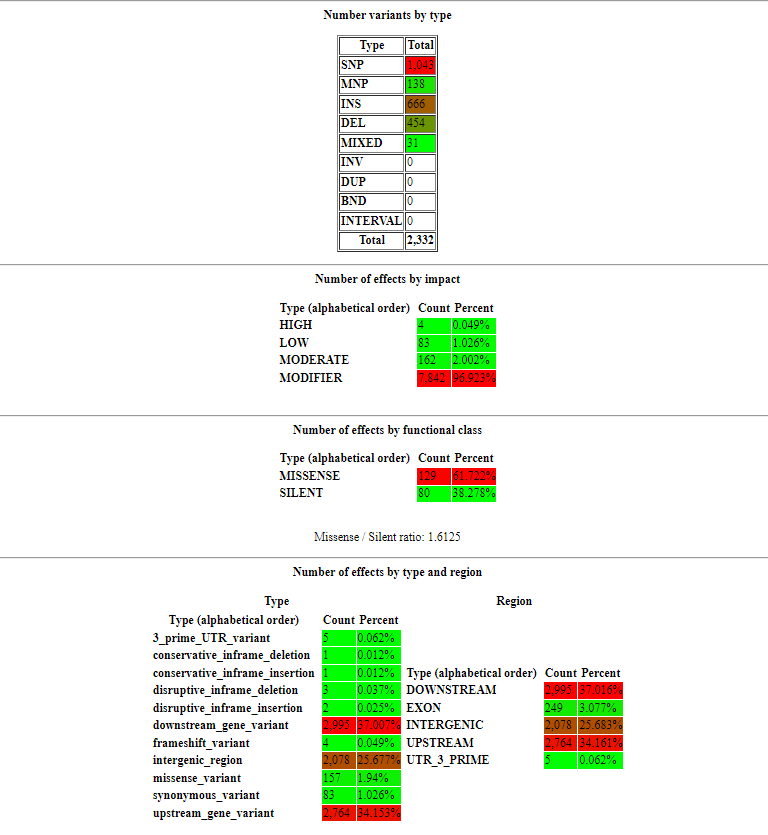 Number variants by type
Type Total
SNP 1,043
MNP 138
INS 666
DEL 454
MIXED 31
INV 0
DUP 0
BND 0
INTERVAL 0
Total 2,332
Number of effects by impact
Type (alphabetical order) Count Percent
HIGH 4 0.049%
LOW 83 1.026%
MODERATE 162 2.002%
MODIFIER 7,842 96.923%
Number of effects by functional class
Type (alphabetical order) Count Percent
MISSENSE 129 61.722%
SILENT 80 38.278%
Missense / Silent ratio: 1.6125
Number of effects by type and region
Type
Type (alphabetical order) Count Percent
3_prime_UTR_variant 5 0.062%
conservative_inframe_deletion 1 0.012%
conservative_inframe_insertion 1 0.012%
disruptive_inframe_deletion 3 0.037%
disruptive_inframe_insertion 2 0.025%
downstream_gene_variant 2,995 37.007%
frameshift_variant 4 0.049%
intergenic_region 2,078 25.677%
missense_variant 157 1.94%
synonymous_variant 83 1.026%
upstream_gene_variant 2,764 34.153%
Region
Type (alphabetical order) Count Percent
DOWNSTREAM 2,995 37.016%
EXON 249 3.077%
INTERGENIC 2,078 25.683%
UPSTREAM 2,764 34.161%
UTR_3_PRIME 5 0.062%